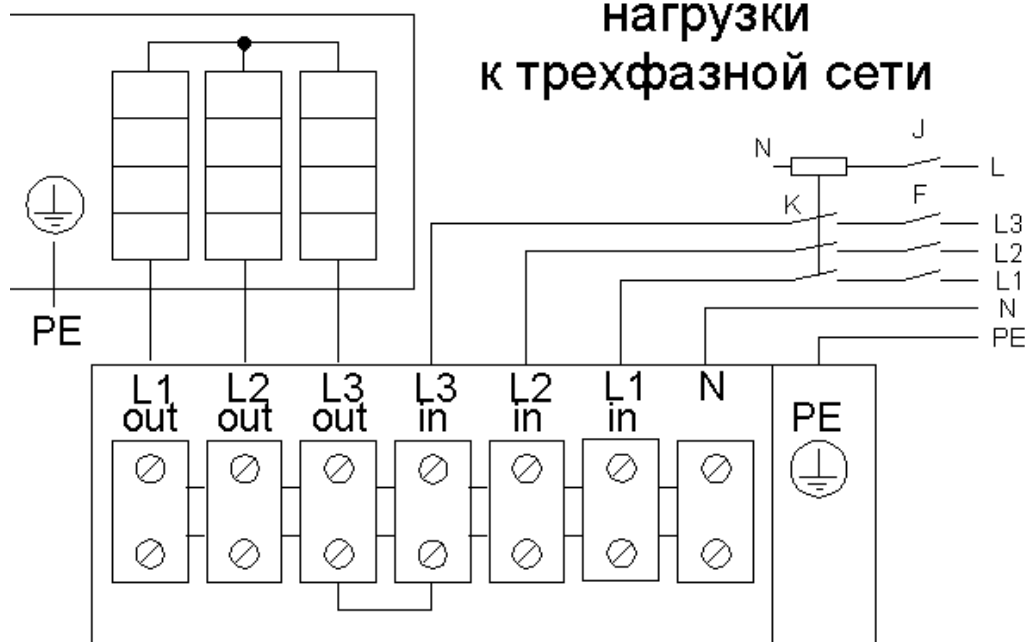 нагрузки
к трехфазной сети
J
N
L
K
F
L3
L2
L1
N
PE
PE
L1 out
L2 out
L3 out
L3 in
L2 in
L1 in
N
PE